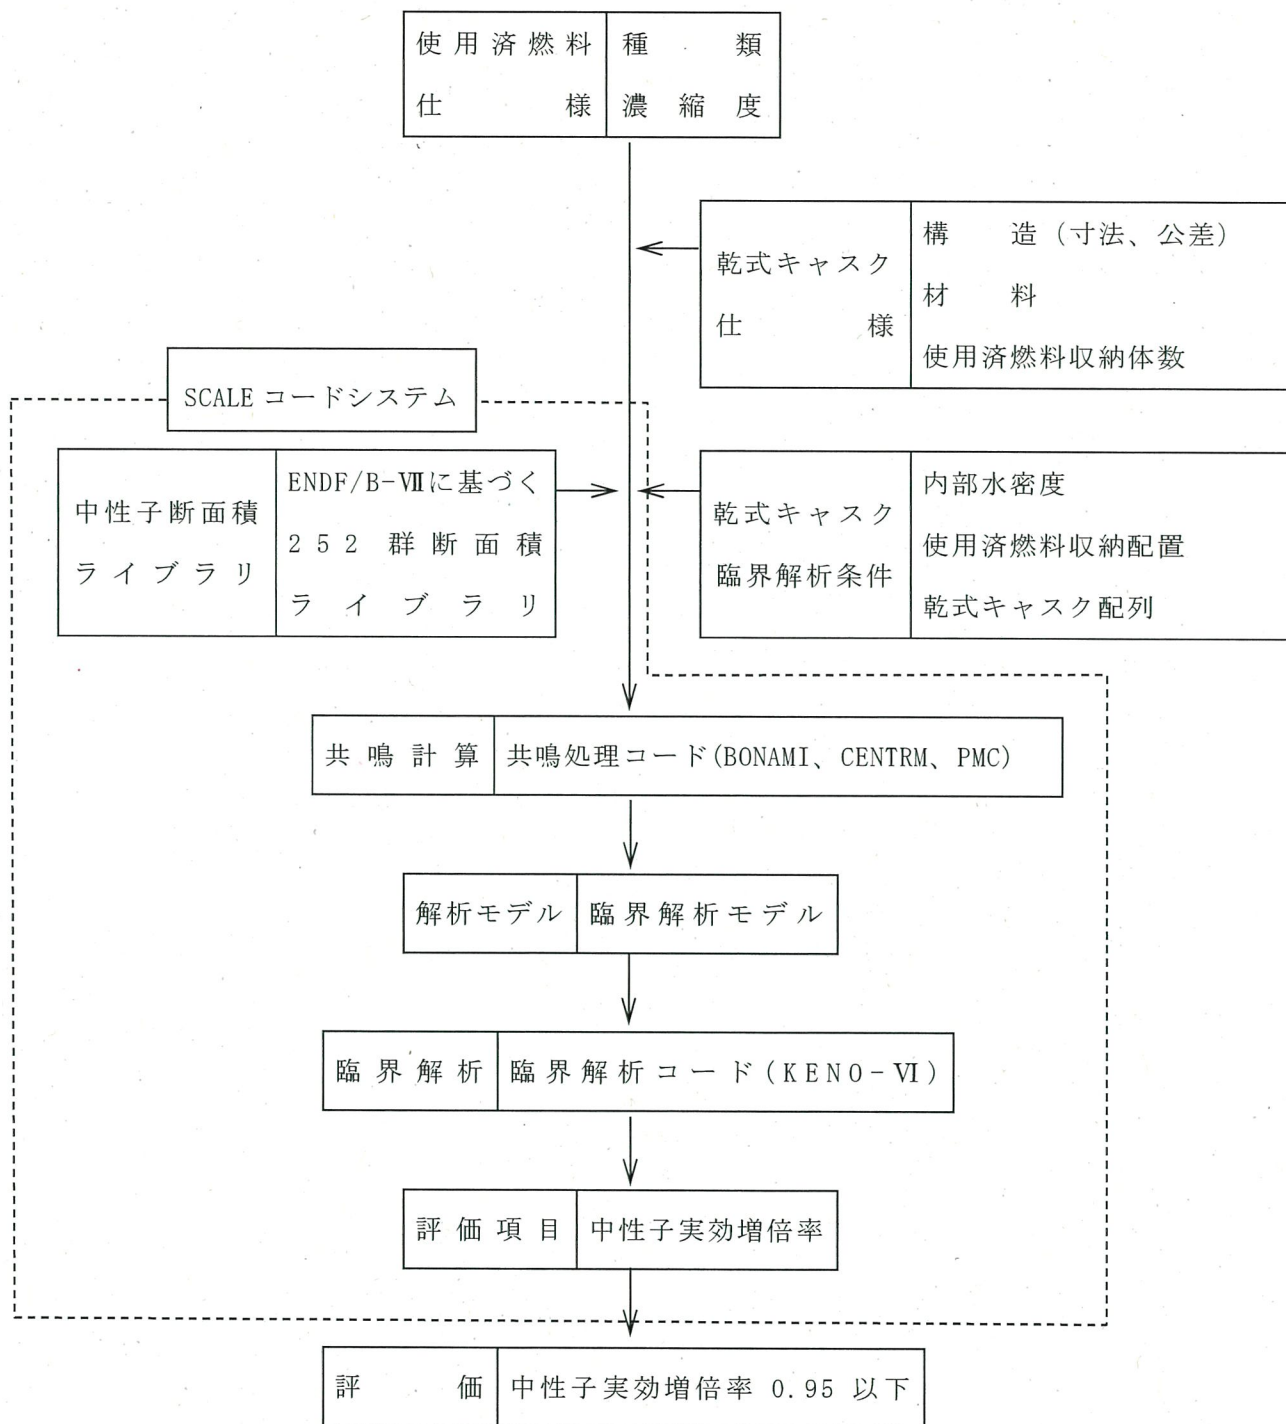 使用済燃料 種類
仕様 濃縮度
構造（寸法、公差）
乾式キャスク
材料
仕様
使用済燃料収納体数
SCALE コードシステム
中性子断面積
ライブラリ
ENDF/B-Ⅶに基づく
252群断面積
ライブラリ
乾式キャスク
臨界解析条件
内部水密度
使用済燃料収納配置
乾式キャスク配列
共鳴計算 共鳴処理コード(BONAMI、CENTRM、PMC)
解析モデル 臨界解析モデル
臨界解析 臨界解析コード(KENO-Ⅵ)
評価項目 中性子実効増倍率
評価 中性子実効増倍率 0.95 以下